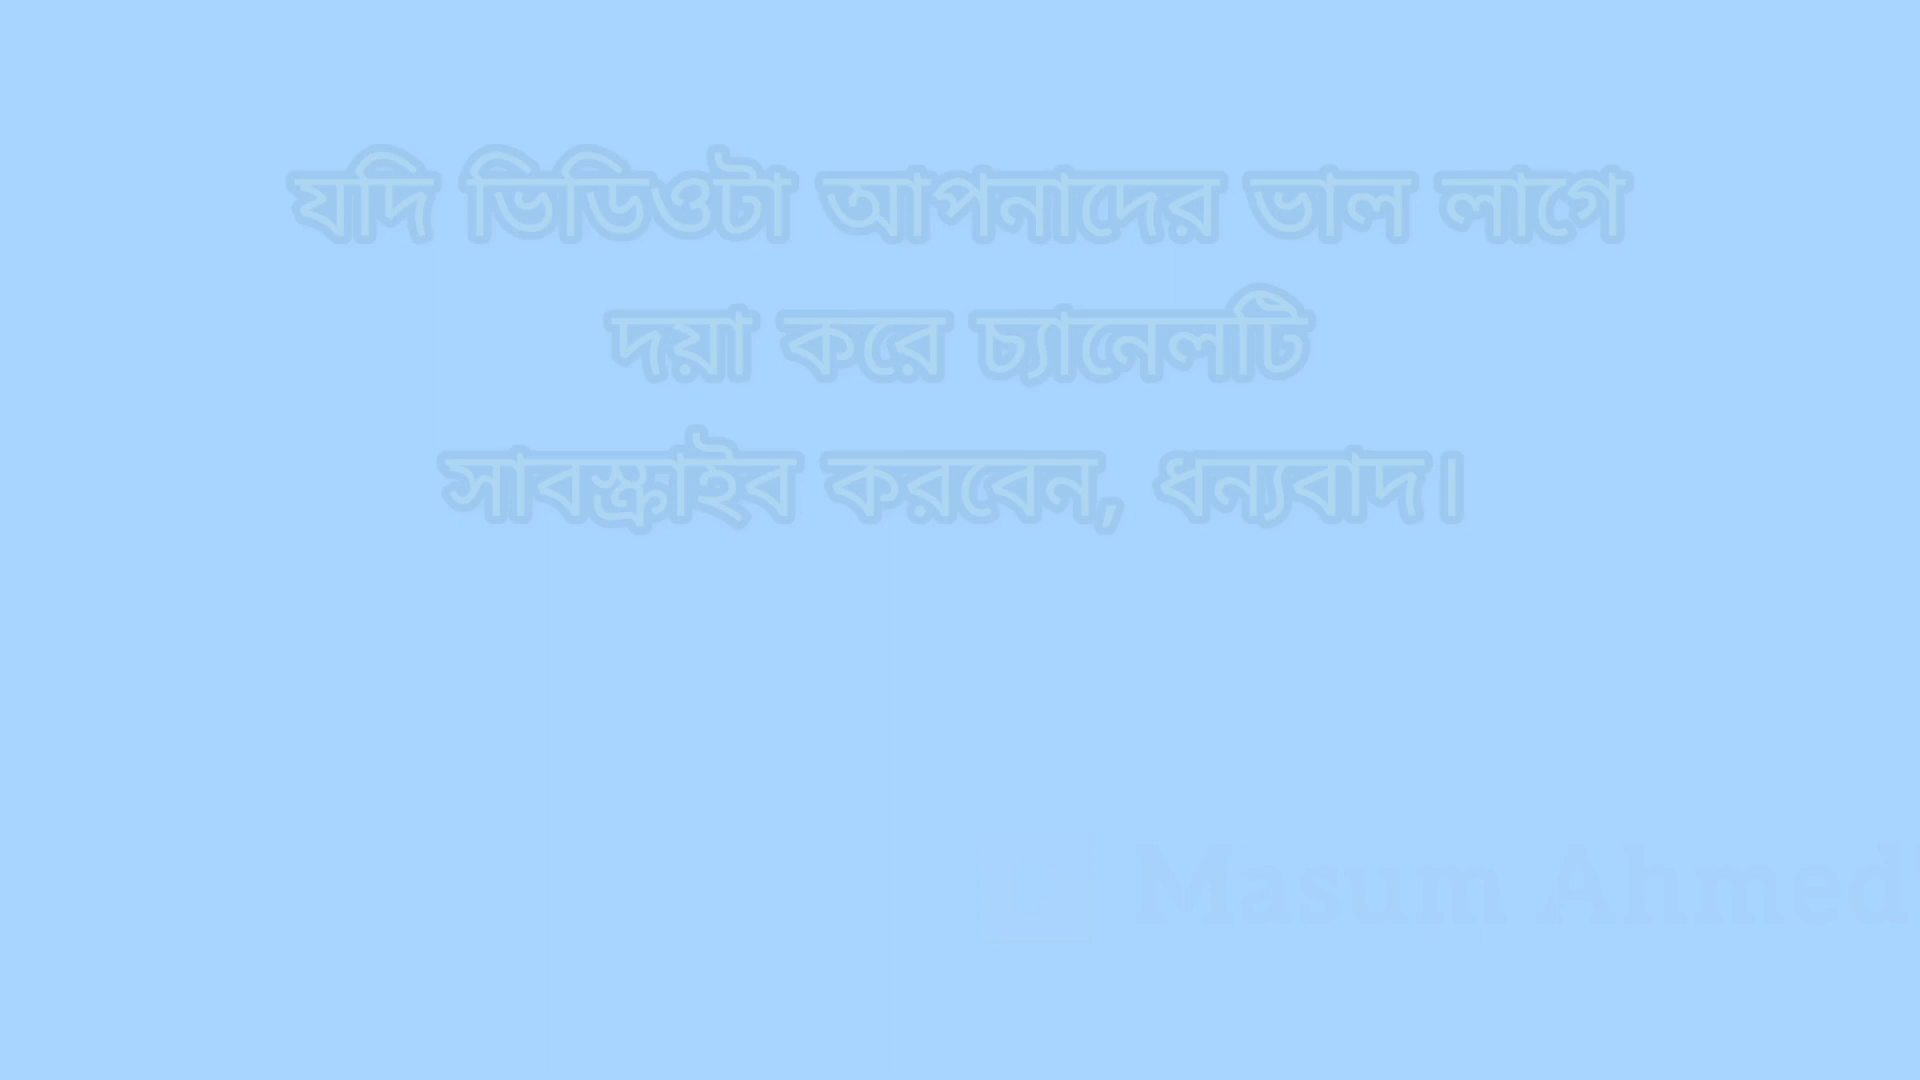 যদি ভিডিওটা আপনাদের ভাল লাগে
দয়া করে চ্যানেলটি
সাবস্ক্রাইব করবেন, ধন্যবাদ।
Masum Ahmed'